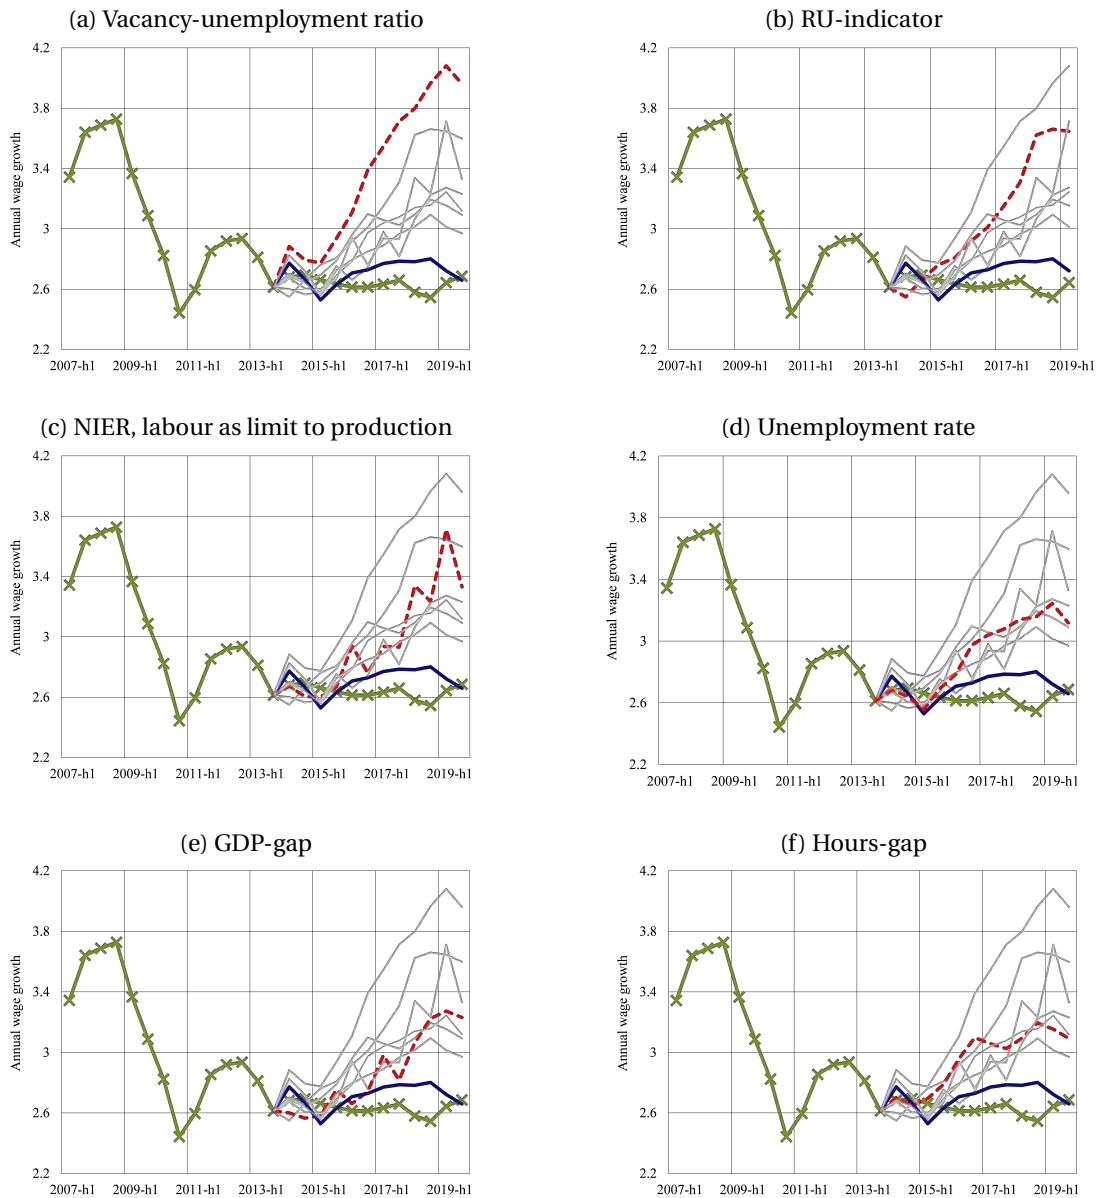 (a) Vacancy-unemployment ratio
(b) RU-indicator
4.2
3.8
3.4
3
2.6
2.2
Annual wage growth
2007-h1 2009-h1 2011-h1 2013-h1 2015-h1 2017-h1 2019-h1
4.2
3.8
3.4
3
2.6
2.2
Annual wage growth
2007-h1 2009-h1 2011-h1 2013-h1 2015-h1 2017-h1 2019-h1
(c) NIER, labour as limit to production
(d) Unemployment rate
4.2
3.8
3.4
3
2.6
2.2
Annual wage growth
2007-h1 2009-h1 2011-h1 2013-h1 2015-h1 2017-h1 2019-h1
4.2
3.8
3.4
3
2.6
2.2
Annual wage growth
2007-h1 2009-h1 2011-h1 2013-h1 2015-h1 2017-h1 2019-h1
(e) GDP-gap
(f) Hours-gap
4.2
3.8
3.4
3
2.6
2.2
Annual wage growth
2007-h1 2009-h1 2011-h1 2013-h1 2015-h1 2017-h1 2019-h1
4.2
3.8
3.4
3
2.6
2.2
Annual wage growth
2007-h1 2009-h1 2011-h1 2013-h1 2015-h1 2017-h1 2019-h1